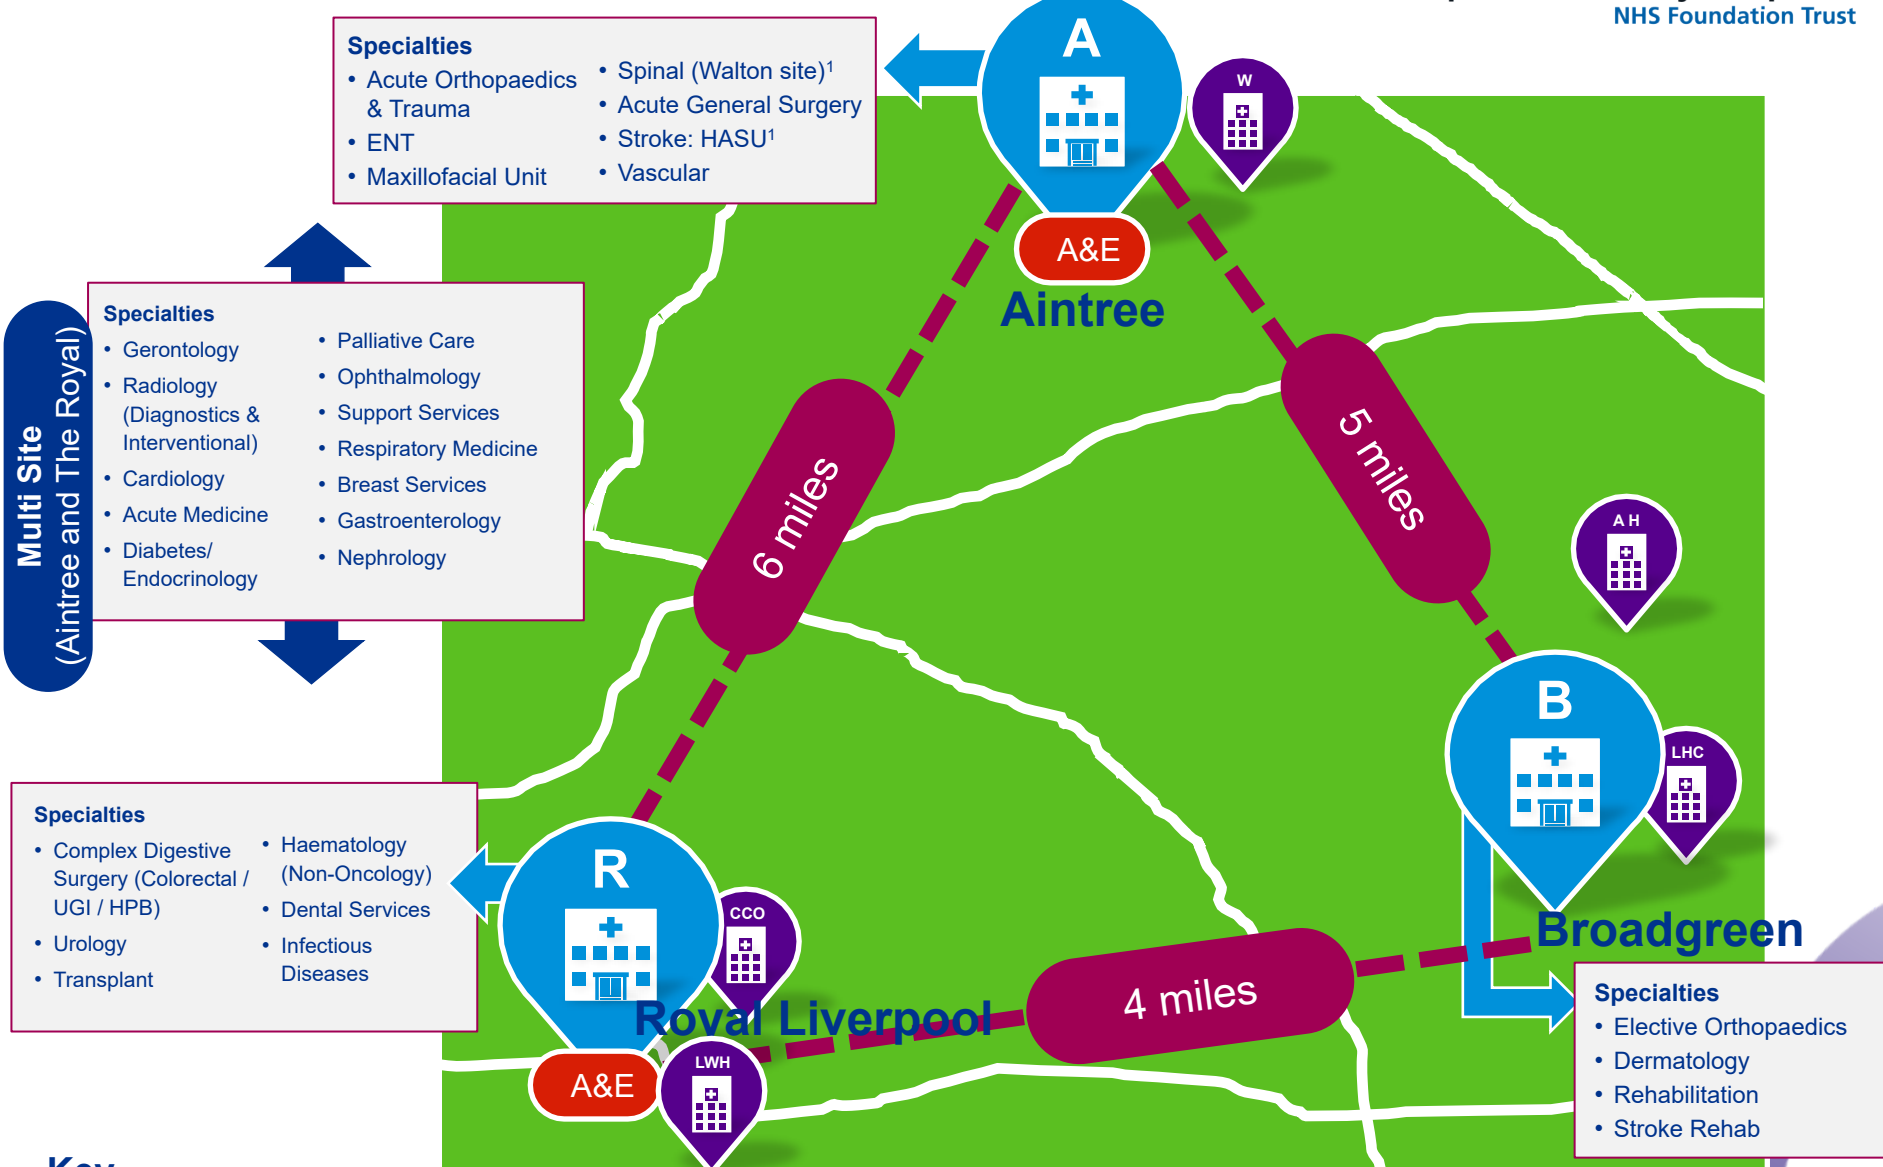 NHS Foundation Trust
Specialties
• Acute Orthopaedics
& Trauma
• ENT
• Maxillofacial Unit
• Spinal (Walton site)¹
• Acute General Surgery
• Stroke: HASU¹
• Vascular
A
W
A&E
Aintree
Multi Site
(Aintree and The Royal)
Specialties
• Gerontology
• Radiology
(Diagnostics &
Interventional)
• Cardiology
• Acute Medicine
• Diabetes/
Endocrinology
• Palliative Care
• Ophthalmology
• Support Services
• Respiratory Medicine
• Breast Services
• Gastroenterology
• Nephrology
6 miles
5 miles
A H
B
LHC
Broadgreen
Specialties
• Complex Digestive
Surgery (Colorectal /
UGI / HPB)
• Urology
• Transplant
• Haematology
(Non-Oncology)
• Dental Services
• Infectious
Diseases
R
CCO
Royal Liverpool
4 miles
A&E
LWH
Specialties
• Elective Orthopaedics
• Dermatology
• Rehabilitation
• Stroke Rehab
Key